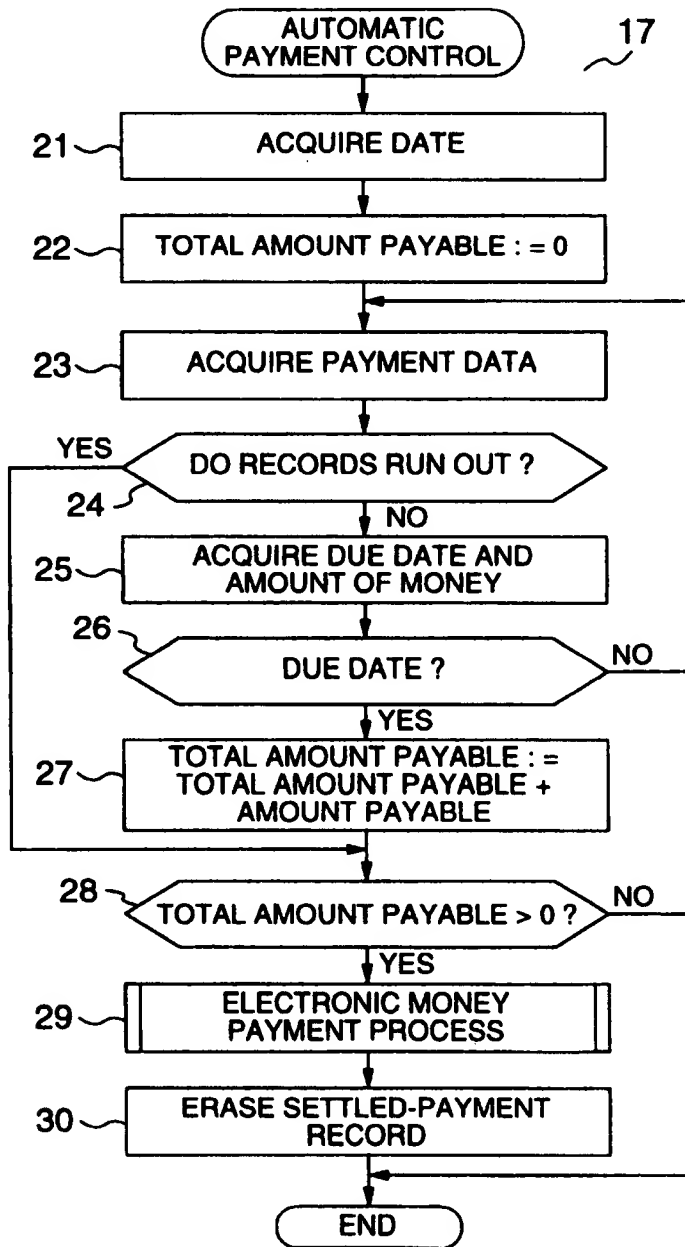 AUTOMATIC
PAYMENT CONTROL
17
21
ACQUIRE DATE
22
TOTAL AMOUNT PAYABLE : = 0
23
ACQUIRE PAYMENT DATA
YES
DO RECORDS RUN OUT ?
24
NO
25
ACQUIRE DUE DATE AND
AMOUNT OF MONEY
26
DUE DATE ?
NO
YES
27
TOTAL AMOUNT PAYABLE : =
TOTAL AMOUNT PAYABLE +
AMOUNT PAYABLE
28
TOTAL AMOUNT PAYABLE > 0 ?
NO
YES
29
ELECTRONIC MONEY
PAYMENT PROCESS
30
ERASE SETTLED-PAYMENT
RECORD
END